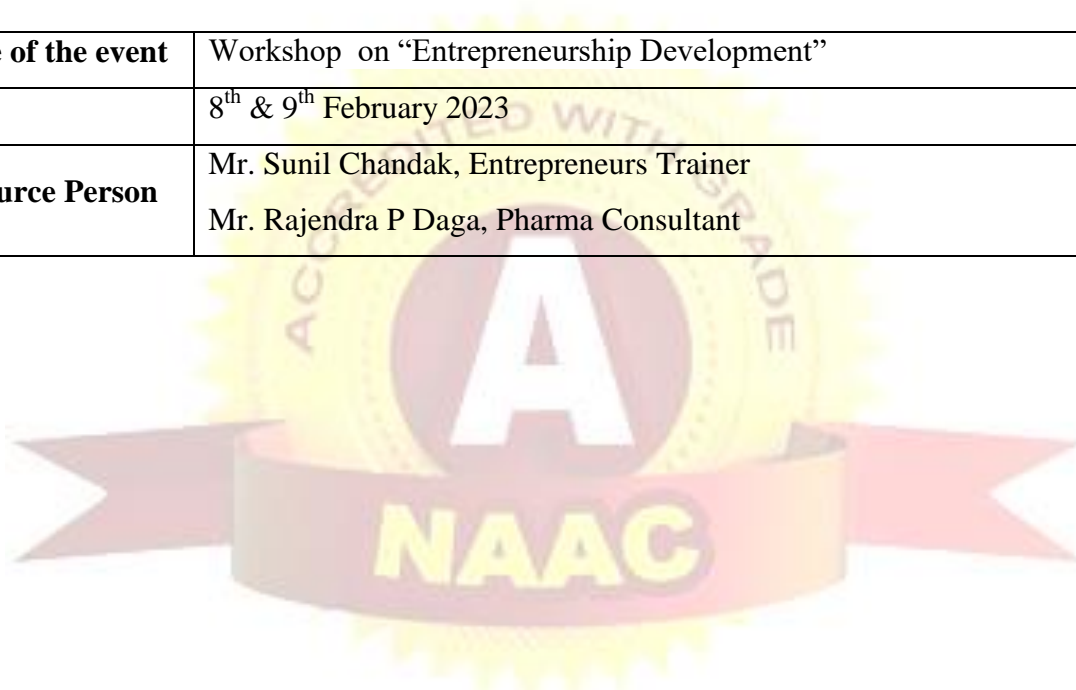 e of the event Workshop on “Entrepreneurship Development”
8th & 9th February 2023
urce Person
Mr. Sunil Chandak, Entrepreneurs Trainer
Mr. Rajendra P Daga, Pharma Consultant
ACCREDITED WITH GRADE
A
NAAC